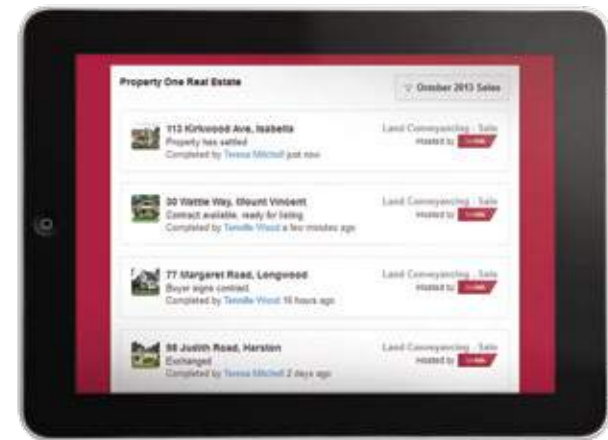 Property One Real Estate
October 2013 Sales
113 Kirkwood Ave, Isabella
Property has settled
Completed by Teresa Mitchell just now
Land Conveyancing - Sale
Hosted by
30 Wattle Way, Mount Vincent
Contract available, ready for listing
Completed by Tennille Wood a few minutes ago
Land Conveyancing - Sale
Hosted by
77 Margaret Road, Longwood
Buyer signs contract
Completed by Tennille Wood 16 hours ago
Land Conveyancing - Sale
Hosted by
98 Judith Road, Harston
Exchanged
Completed by Teresa Mitchell 2 days ago
Land Conveyancing - Sale
Hosted by